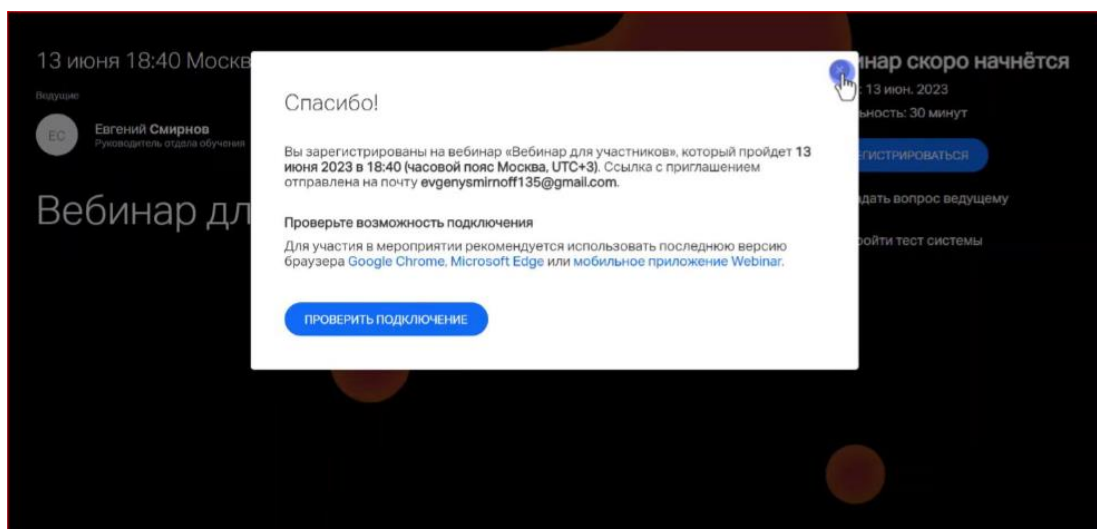 13 июня 18:40 Москв
Ведущие
ЕС
Евгений Смирнов
Руководитель отдела обучения
Вебинар дл
Спасибо!
Вы зарегистрированы на вебинар «Вебинар для участников», который пройдет 13
июня 2023 в 18:40 (часовой пояс Москва, UTC+3). Ссылка с приглашением
отправлена на почту evgenysmirnoff135@gmail.com.
Проверьте возможность подключения
Для участия в мероприятии рекомендуется использовать последнюю версию
браузера Google Chrome, Microsoft Edge или мобильное приложение Webinar.
ПРОВЕРИТЬ ПОДКЛЮЧЕНИЕ
инар скоро начнётся
: 13 июн. 2023
ьность: 30 минут
ГИСТРИРОВАТЬСЯ
дать вопрос ведущему
ройти тест системы